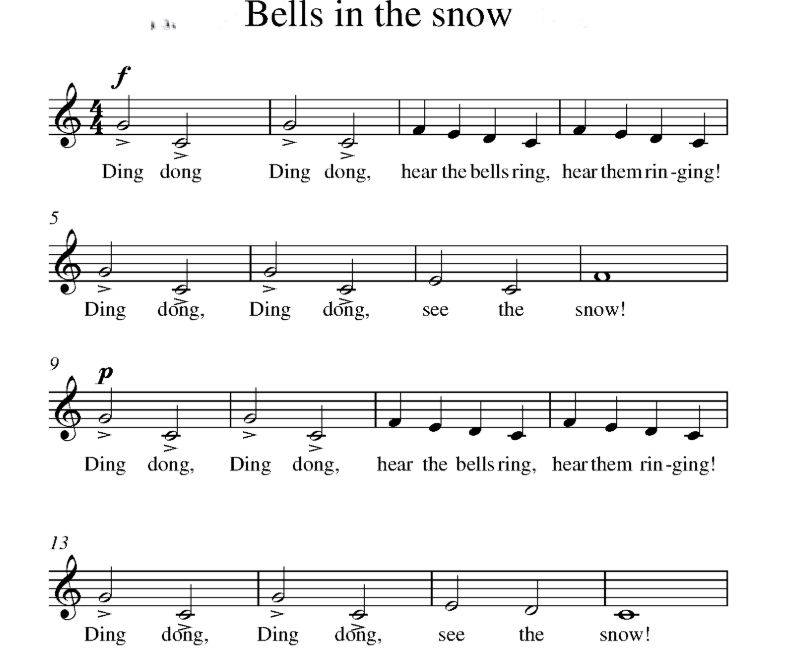 Bells in the snow
f
4
4
Ding dong Ding dong, hear the bells ring, hear them rin-ging!
5
Ding dong, Ding dong, see the snow!
9
p
Ding dong, Ding dong, hear the bells ring, hear them rin-ging!
13
Ding dong, Ding dong, see the snow!